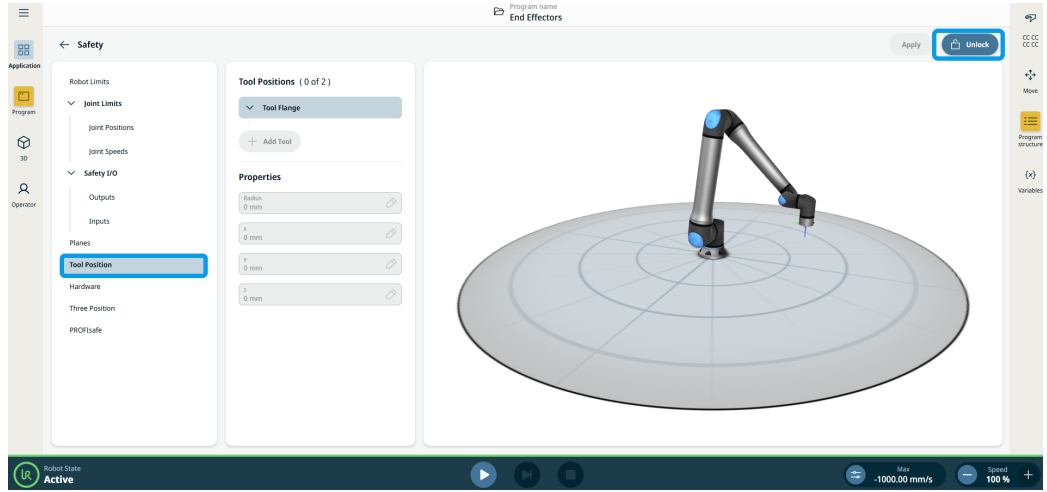 Program name
End Effectors
Application
Program
3D
Operator
Safety
Apply
Unlock
Robot Limits
Joint Limits
Joint Positions
Joint Speeds
Safety I/O
Outputs
Inputs
Planes
Tool Position
Hardware
Three Position
PROFIsafe
Tool Positions ( 0 of 2 )
Tool Flange
Add Tool
Properties
Radius
0 mm
X
0 mm
Y
0 mm
Z
0 mm
CC CC
CC CC
Move
Program
structure
{x}
Variables
UR
Robot State
Active
Max
-1000.00 mm/s
Speed
100 %